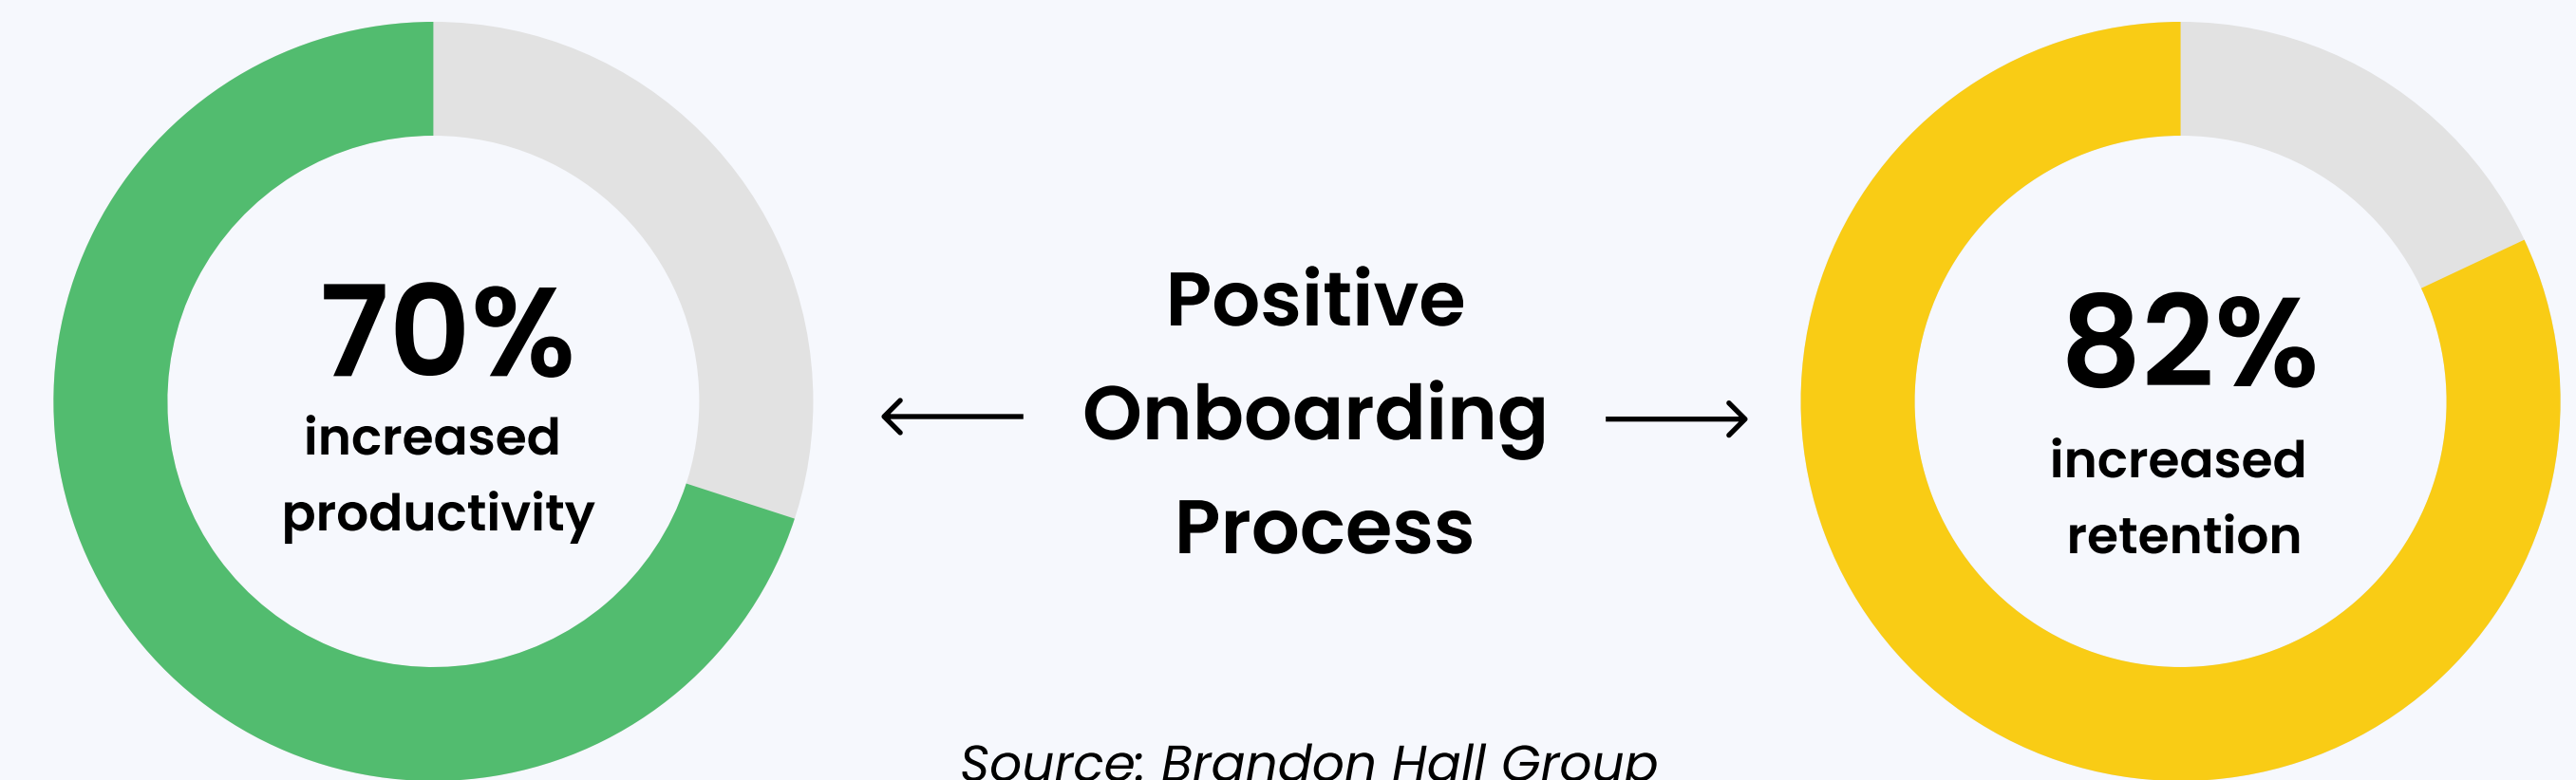 70%
increased
productivity
Positive
Onboarding
Process
82%
increased
retention
Source: Brandon Hall Group